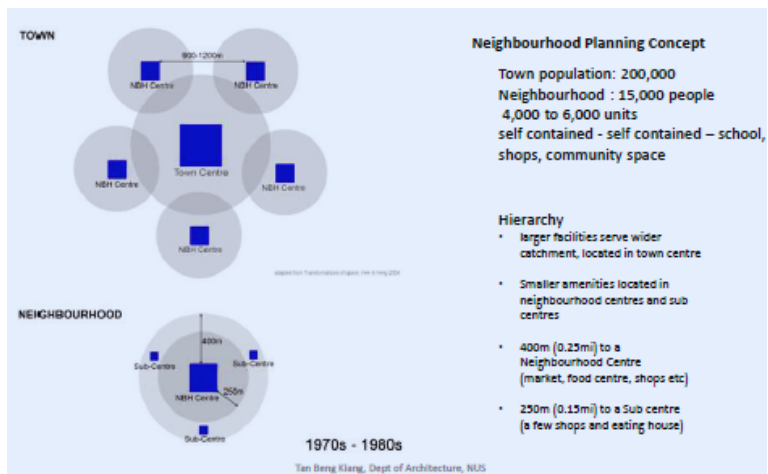 TOWN
900-1200m
NBH Centre
NBH Centre
Town Centre
NBH Centre
NBH Centre
NBH Centre
NEIGHBOURHOOD
400m
Sub-Centre
Sub-Centre
250m
NBH Centre
Sub-Centre
Neighbourhood Planning Concept
Town population: 200,000
Neighbourhood : 15,000 people
4,000 to 6,000 units
self contained - self contained – school,
shops, community space
Hierarchy
• larger facilities serve wider
catchment, located in town
centre
• Smaller amenities located in
neighbourhood centres and sub
centres
• 400m (0.25mi) to a
Neighbourhood Centre
(market, food centre, shops etc)
• 250m (0.15mi) to a Sub centre
(a few shops and eating house)
1970s - 1980s
Tan Beng Kiang, Dept of Architecture, NUS